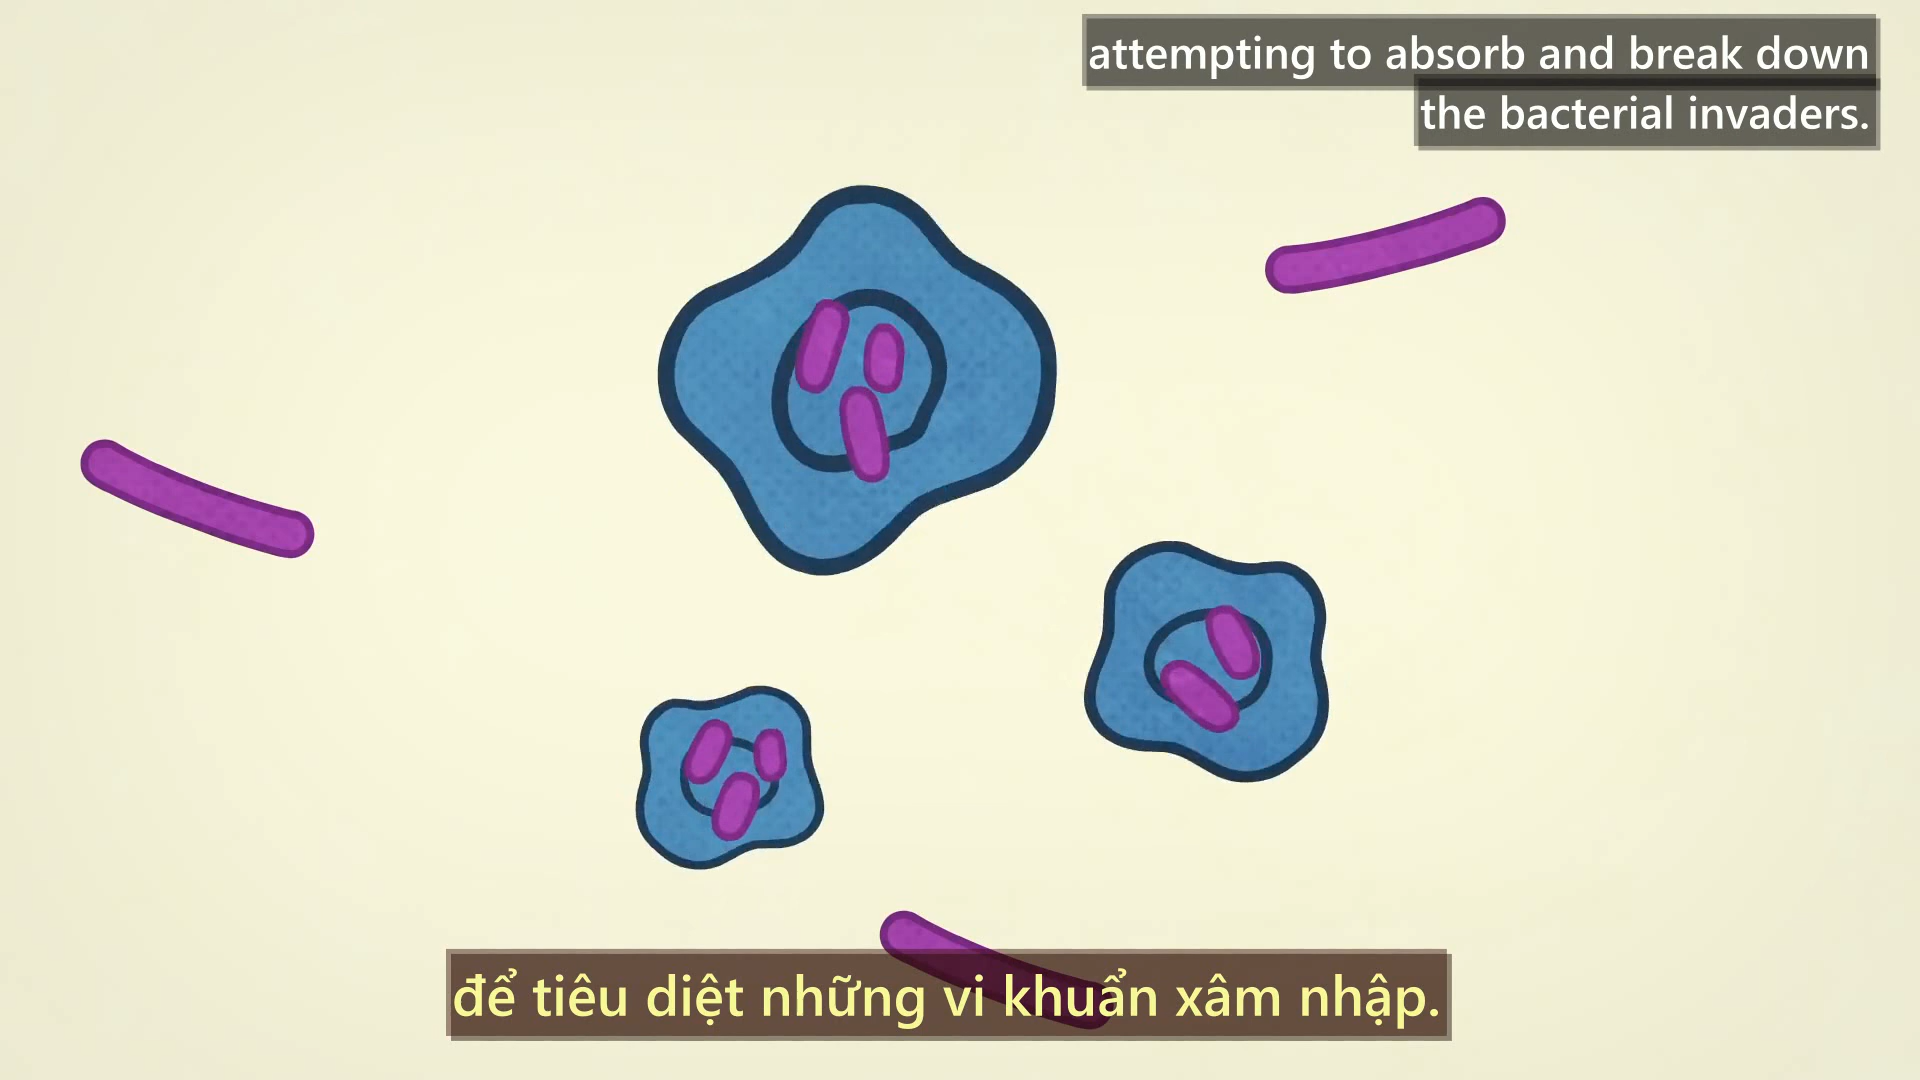 attempting to absorb and break down
the bacterial invaders.
để tiêu diệt những vi khuẩn xâm nhập.